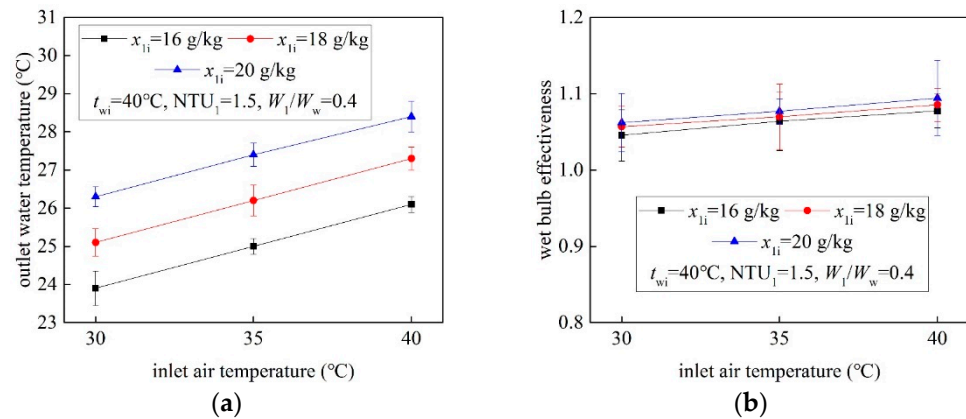 31
30
29
28
27
26
25
24
23
outlet water temperature (℃)
x1i=16 g/kg x1i=18 g/kg
x1i=20 g/kg
twi=40℃, NTU1=1.5, W1/Ww=0.4
30 35 40
inlet air temperature (℃)
(a)
1.2
1.1
1.0
0.9
0.8
wet bulb effectiveness
x1i=16 g/kg x1i=18 g/kg
x1i=20 g/kg
twi=40℃, NTU1=1.5, W1/Ww=0.4
30 35 40
inlet air temperature (℃)
(b)